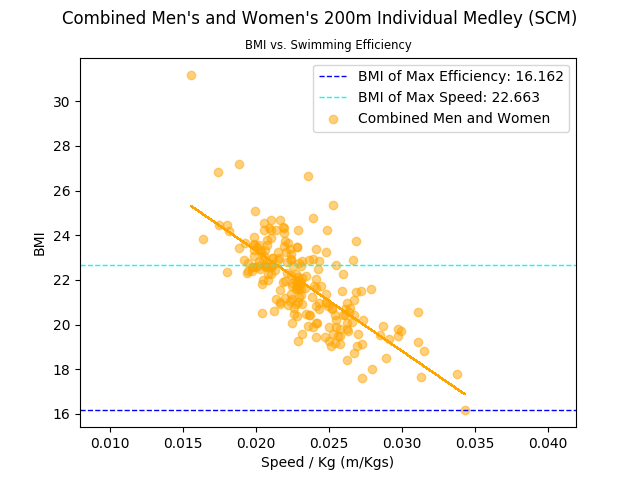 Combined Men's and Women's 200m Individual Medley (SCM)
BMI vs. Swimming Efficiency
BMI of Max Efficiency: 16.162
BMI of Max Speed: 22.663
Combined Men and Women
BMI
30
28
26
24
22
20
18
16
0.010 0.015 0.020 0.025 0.030 0.035 0.040
Speed / Kg (m/Kgs)